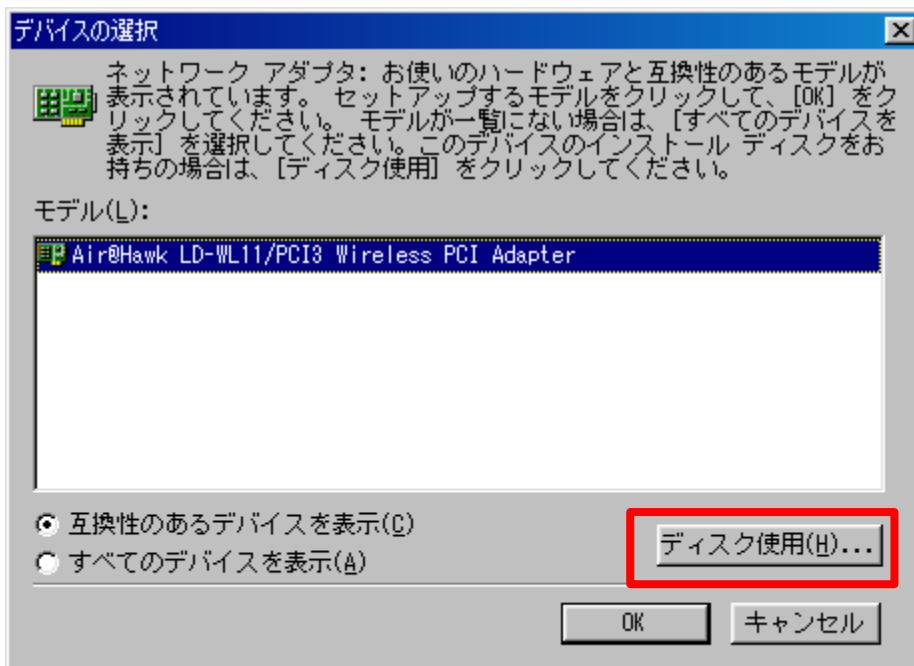 デバイスの選択
ネットワーク アダプタ: お使いのハードウェアと互換性のあるモデルが
表示されています。 セットアップするモデルをクリックして、[OK] をク
リックしてください。 モデルが一覧にない場合は、[すべてのデバイスを
表示] を選択してください。このデバイスのインストール ディスクをお
持ちの場合は、[ディスク使用] をクリックしてください。
モデル(L):
Air@Hawk LD-WL11/PCI3 Wireless PCI Adapter
互換性のあるデバイスを表示(C)
すべてのデバイスを表示(A)
ディスク使用(H)...
OK
キャンセル